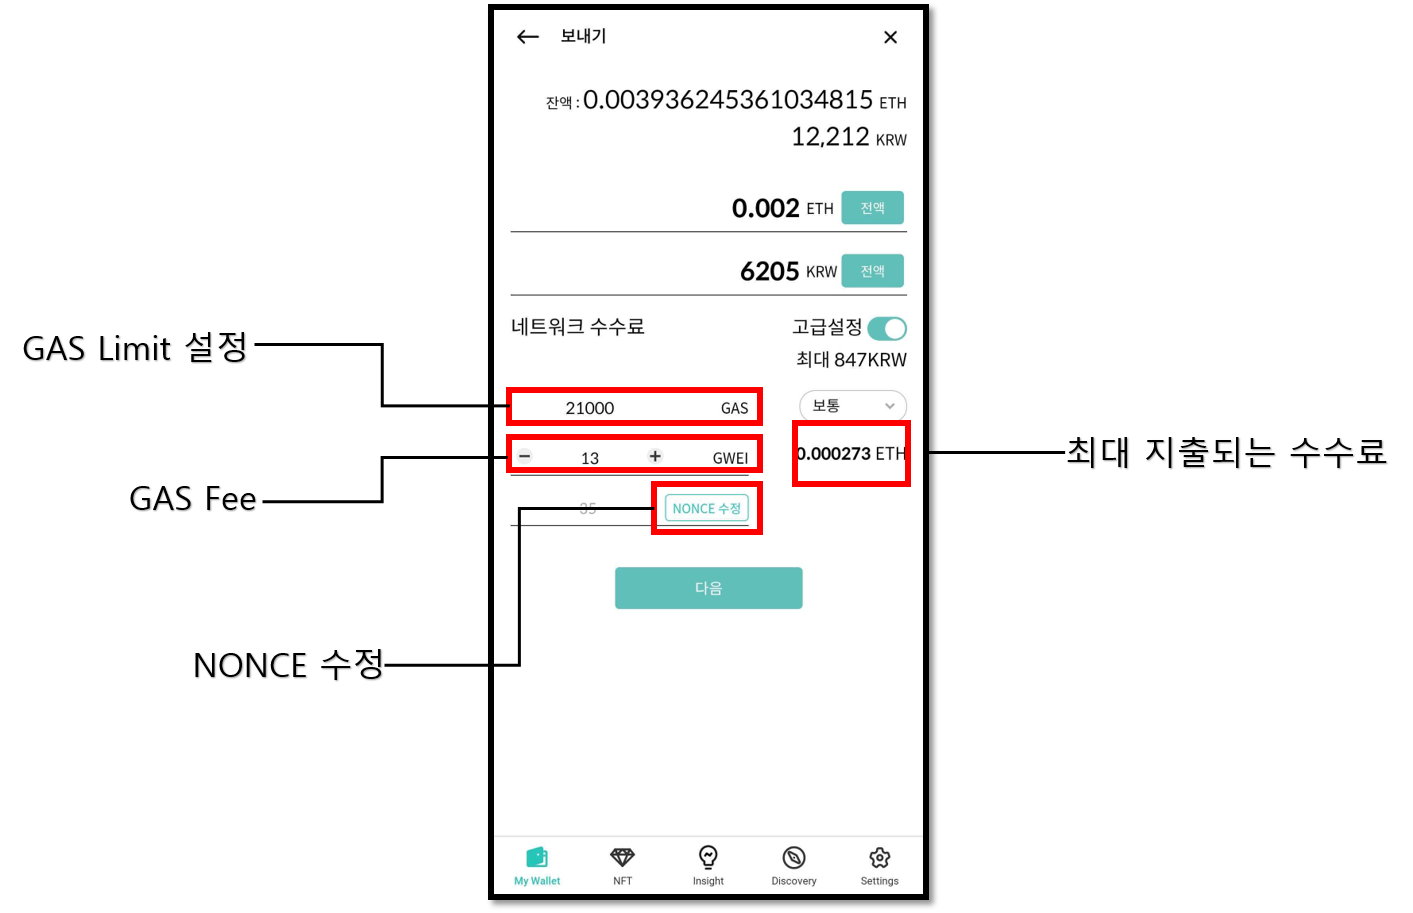 보내기
잔액 : 0.003936245361034815 ETH
12,212 KRW
0.002 ETH 전액
6205 KRW 전액
네트워크 수수료 고급설정
최대 847KRW
GAS Limit 설정
21000 GAS 보통
GAS Fee
13 GWEI 0.000273 ETH
최대 지출되는 수수료
35 NONCE 수정
다음
NONCE 수정
My Wallet NFT Insight Discovery Settings